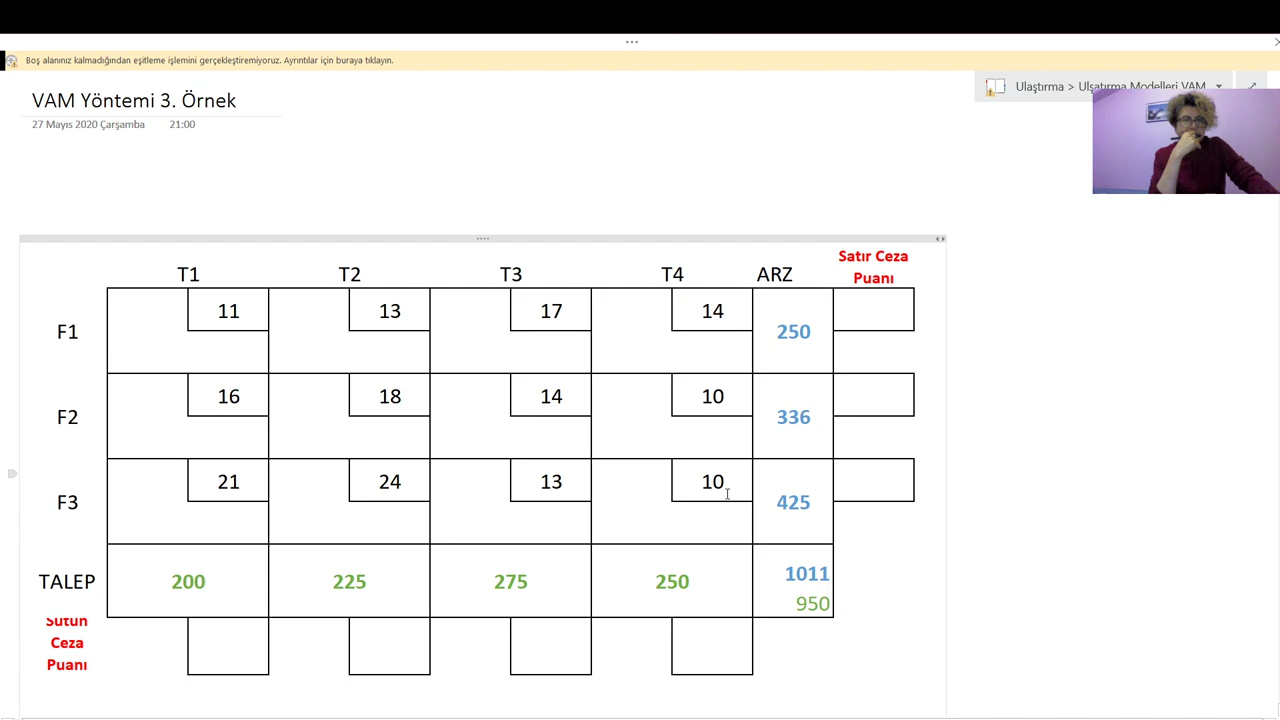 Boş alanınız kalmadığından eşitleme işlemini gerçekleştiremiyoruz. Ayrıntılar için buraya tıklayın.
Ulaştırma > Ulşatırma Modelleri VAM
VAM Yöntemi 3. Örnek
27 Mayıs 2020 Çarşamba 21:00
T1 T2 T3 T4 ARZ Satır Ceza
Puanı
11 13 17 14
F1 250
16 18 14 10
F2 336
21 24 13 10
F3 425
TALEP 200 225 275 250 1011
950
Sütun
Ceza
Puanı